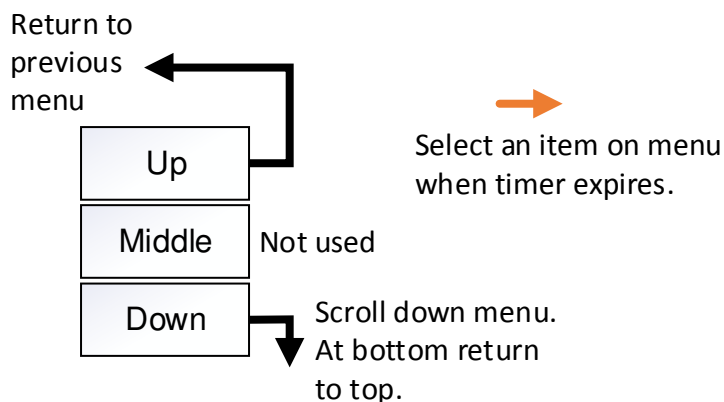 Return to
previous
menu
Up
Select an item on menu
when timer expires.
Middle
Not used
Down
Scroll down menu.
At bottom return
to top.